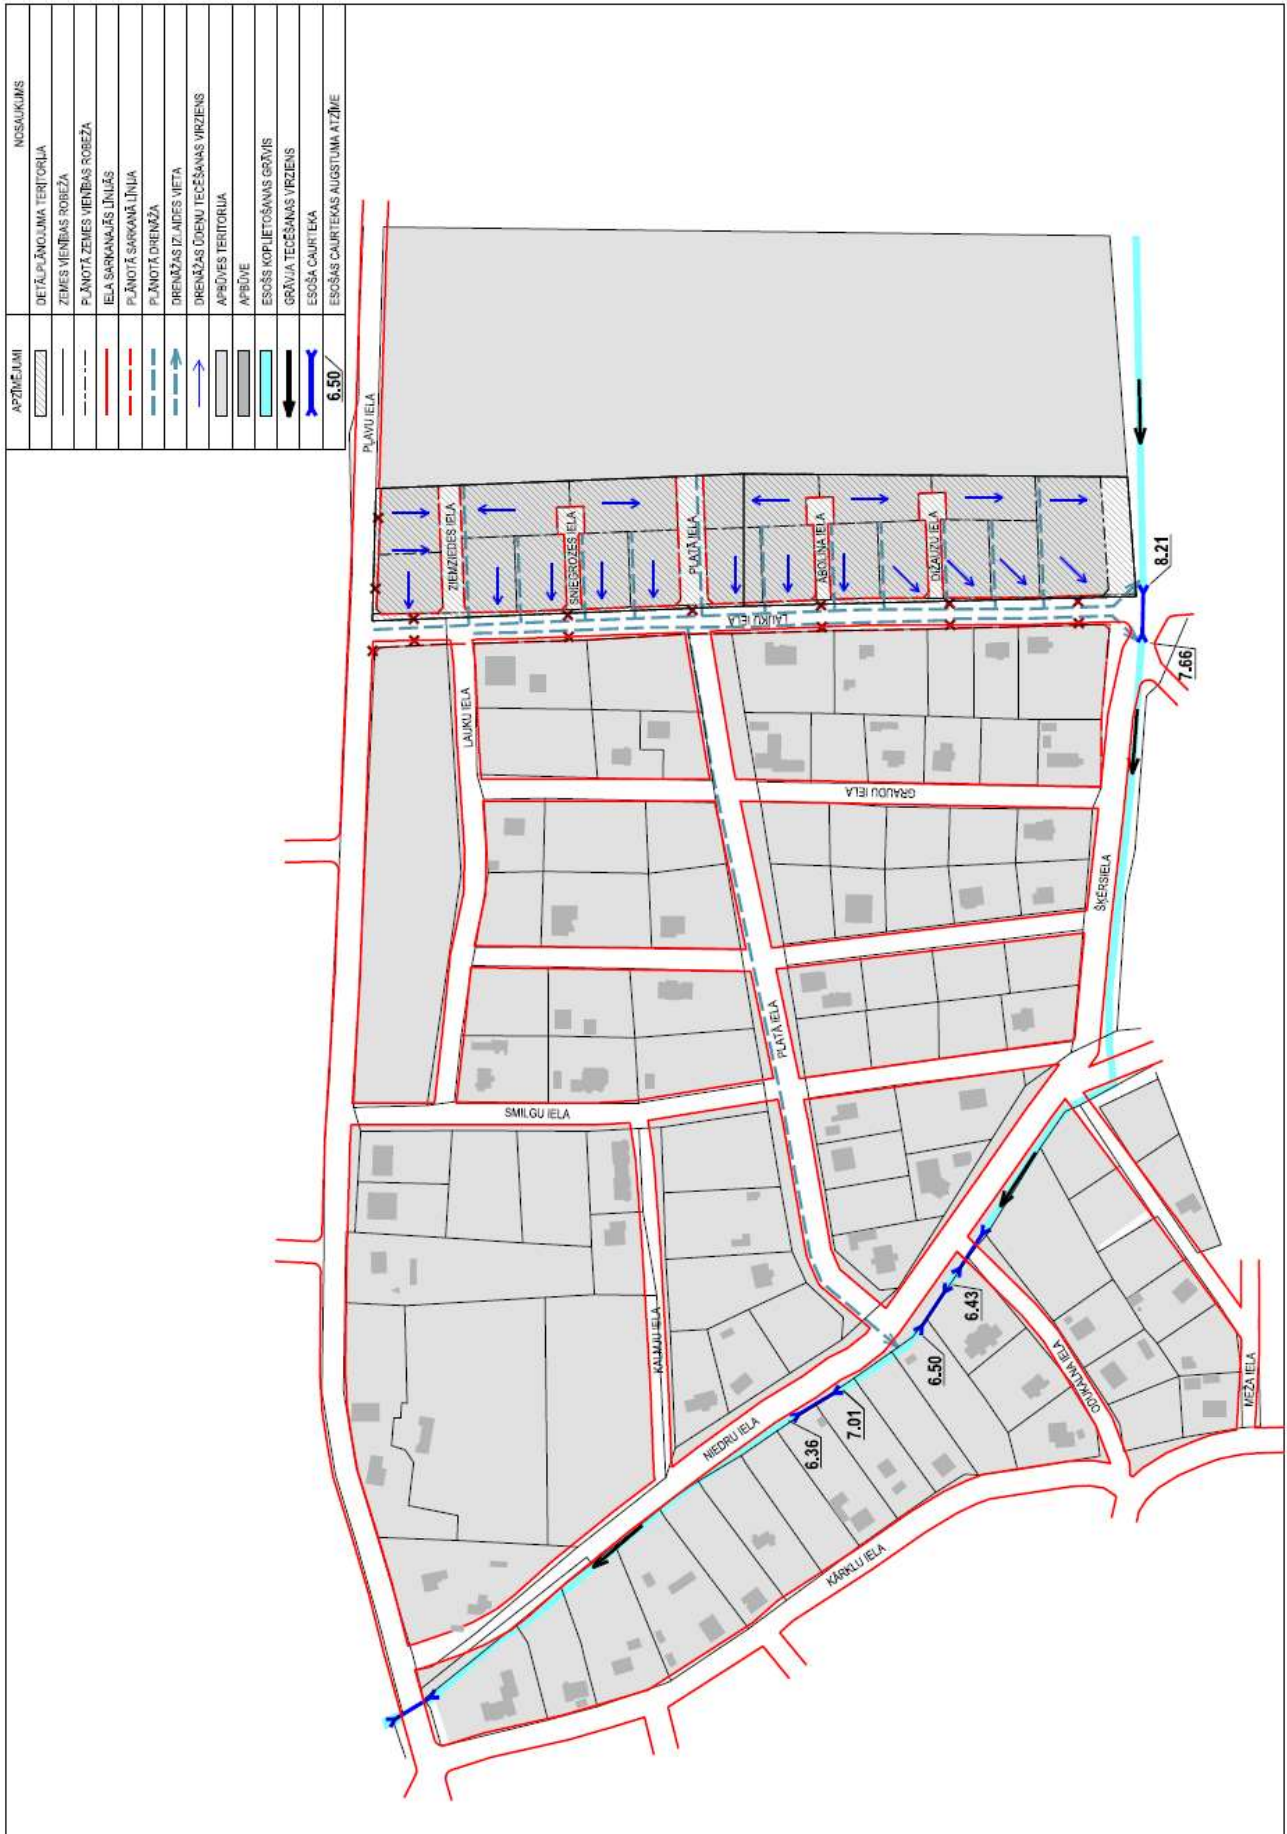 APZĪMĒJUMI
NOSAUKUMS
DETĀLPLĀNOJUMA TERITORIJA
ZEMES VIENĪBAS ROBEŽA
PLĀNOTĀ ZEMES VIENĪBAS ROBEŽA
IELA SARKANAJĀS LĪNIJĀS
PLĀNOTĀ SARKANĀ LĪNIJA
PLĀNOTĀ DRENĀŽA
DRENĀŽAS IZLAIDES VIETA
DRENĀŽAS ŪDEŅU TECĒŠANAS VIRZIENS
APBŪVES TERITORIJA
APBŪVE
ESOŠS KOPLIETOŠANAS GRĀVIS
GRĀVJA TECĒŠANAS VIRZIENS
ESOŠA CAURTEKA
6.50
ESOŠAS CAURTEKAS AUGSTUMA ATZĪME
PĻAVU IELA
ZIEMZIEDES IELA
SNIEGROZES IELA
PLATĀ IELA
ĀBOLIŅA IELA
DIŽAUZU IELA
LAUKU IELA
8.21
7.66
LAUKU IELA
GRAUDU IELA
ŠĶĒRSIELA
PLATĀ IELA
SMILGU IELA
KALMJU IELA
NIEDRU IELA
6.43
6.50
7.01
6.36
ODUKALNA IELA
MEŽA IELA
KĀRKLU IELA